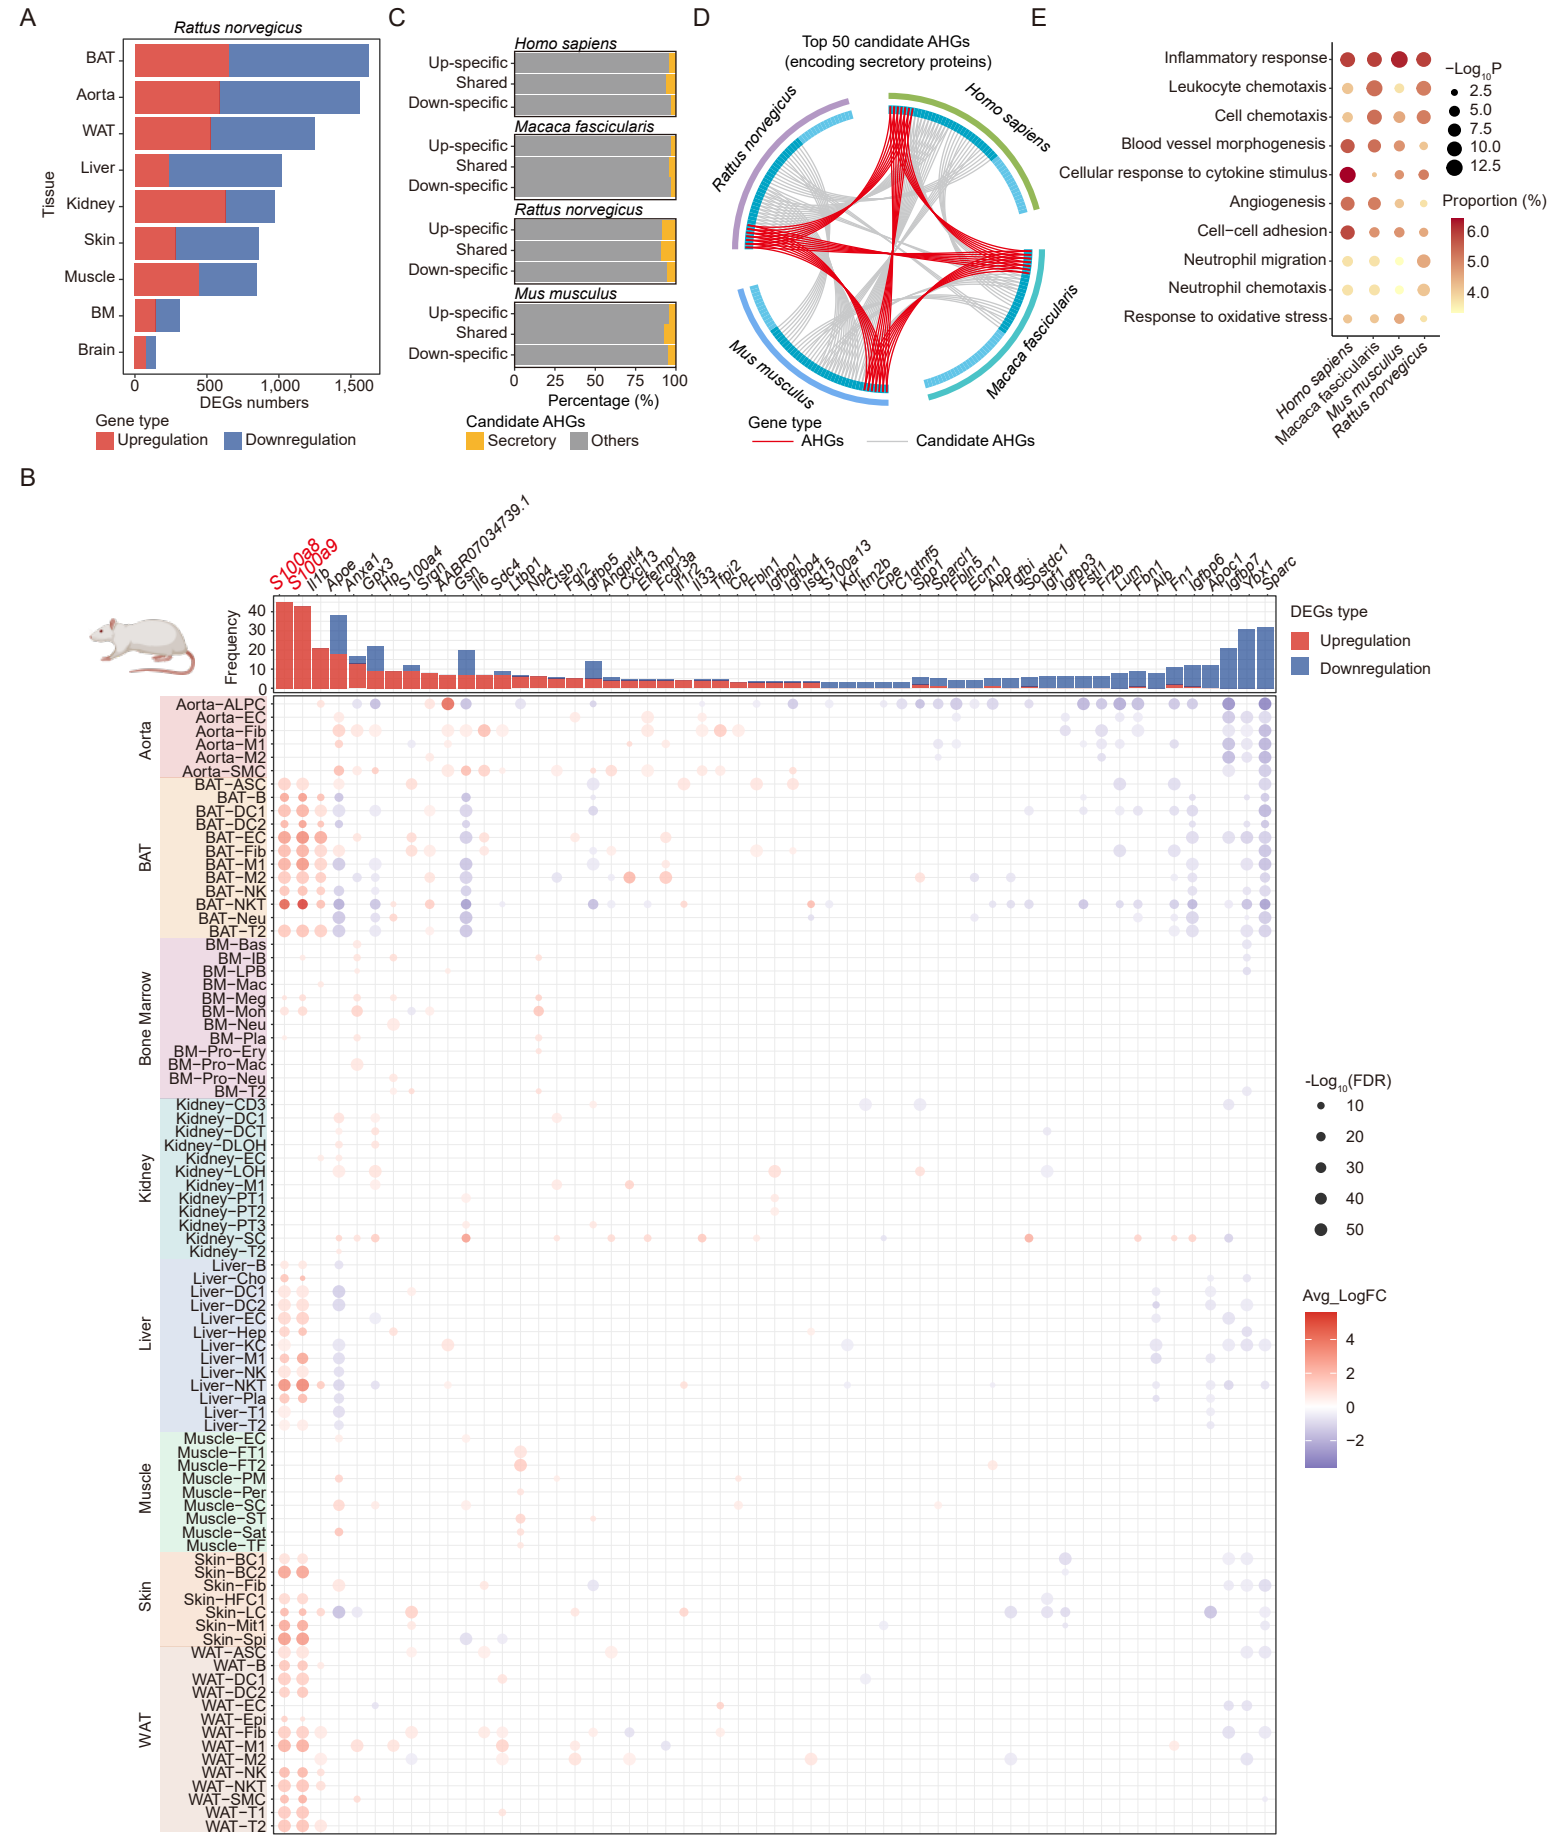 A
Rattus norvegicus
Tissue
BAT
Aorta
WAT
Liver
Kidney
Skin
Muscle
BM
Brain
0 500 1,000 1,500
DEGs numbers
Gene type
Upregulation Downregulation
C
Homo sapiens
Up-specific
Shared
Down-specific
Macaca fascicularis
Up-specific
Shared
Down-specific
Rattus norvegicus
Up-specific
Shared
Down-specific
Mus musculus
Up-specific
Shared
Down-specific
0 25 50 75 100
Percentage (%)
Candidate AHGs
Secretory Others
D
Top 50 candidate AHGs
(encoding secretory proteins)
Rattus norvegicus
Homo sapiens
Mus musculus
Macaca fascicularis
Gene type
AHGs Candidate AHGs
E
Inflammatory response
Leukocyte chemotaxis
Cell chemotaxis
Blood vessel morphogenesis
Cellular response to cytokine stimulus
Angiogenesis
Cell−cell adhesion
Neutrophil migration
Neutrophil chemotaxis
Response to oxidative stress
Homo sapiens
Macaca fascicularis
Mus musculus
Rattus norvegicus
−Log10P
2.5
5.0
7.5
10.0
12.5
Proportion (%)
6.0
5.0
4.0
B
S100a8
S100a9
Il1b
Apoe
Anxa1
Gpx3
Hp
S100a4
Srgn
AABR07034739.1
Gsn
Il6
Sdc4
Ltbp1
Np4
Ctsb
Fgl2
Igfbp5
Angptl4
Cxcl13
Efemp1
Fcgr3a
Il1r2
Il33
Tfpi2
Cp
Fbln1
Igfbp1
Igfbp4
Isg15
S100a13
Kdr
Itm2b
Cpe
C1qtnf5
Spp1
Sparcl1
Fbln5
Ecm1
App
Tgfbi
Sostdc1
Igf1
Igfbp3
Psf1
Frzb
Lum
Fbn1
Alb
Fn1
Igfbp6
Apoc1
Igfbp7
Ybx1
Sparc
Frequency
40
30
20
10
0
DEGs type
Upregulation
Downregulation
Aorta
Aorta−ALPC
Aorta−EC
Aorta−Fib
Aorta−M1
Aorta−M2
Aorta−SMC
BAT
BAT−ASC
BAT−B
BAT−DC1
BAT−DC2
BAT−EC
BAT−Fib
BAT−M1
BAT−M2
BAT−NK
BAT−NKT
BAT−Neu
BAT−T2
Bone Marrow
BM−Bas
BM−IB
BM−LPB
BM−Mac
BM−Meg
BM−Mon
BM−Neu
BM−Pla
BM−Pro−Ery
BM−Pro−Mac
BM−Pro−Neu
BM−T2
Kidney
Kidney−CD3
Kidney−DC1
Kidney−DCT
Kidney−DLOH
Kidney−EC
Kidney−LOH
Kidney−M1
Kidney−PT1
Kidney−PT2
Kidney−PT3
Kidney−SC
Kidney−T2
Liver
Liver−B
Liver−Cho
Liver−DC1
Liver−DC2
Liver−EC
Liver−Hep
Liver−KC
Liver−M1
Liver−NK
Liver−NKT
Liver−Pla
Liver−T1
Liver−T2
Muscle
Muscle−EC
Muscle−FT1
Muscle−FT2
Muscle−PM
Muscle−Per
Muscle−SC
Muscle−ST
Muscle−Sat
Muscle−TF
Skin
Skin−BC1
Skin−BC2
Skin−Fib
Skin−HFC1
Skin−LC
Skin−Mit1
Skin−Spi
WAT
WAT−ASC
WAT−B
WAT−DC1
WAT−DC2
WAT−EC
WAT−Epi
WAT−Fib
WAT−M1
WAT−M2
WAT−NK
WAT−NKT
WAT−SMC
WAT−T1
WAT−T2
-Log10(FDR)
10
20
30
40
50
Avg_LogFC
4
2
0
−2